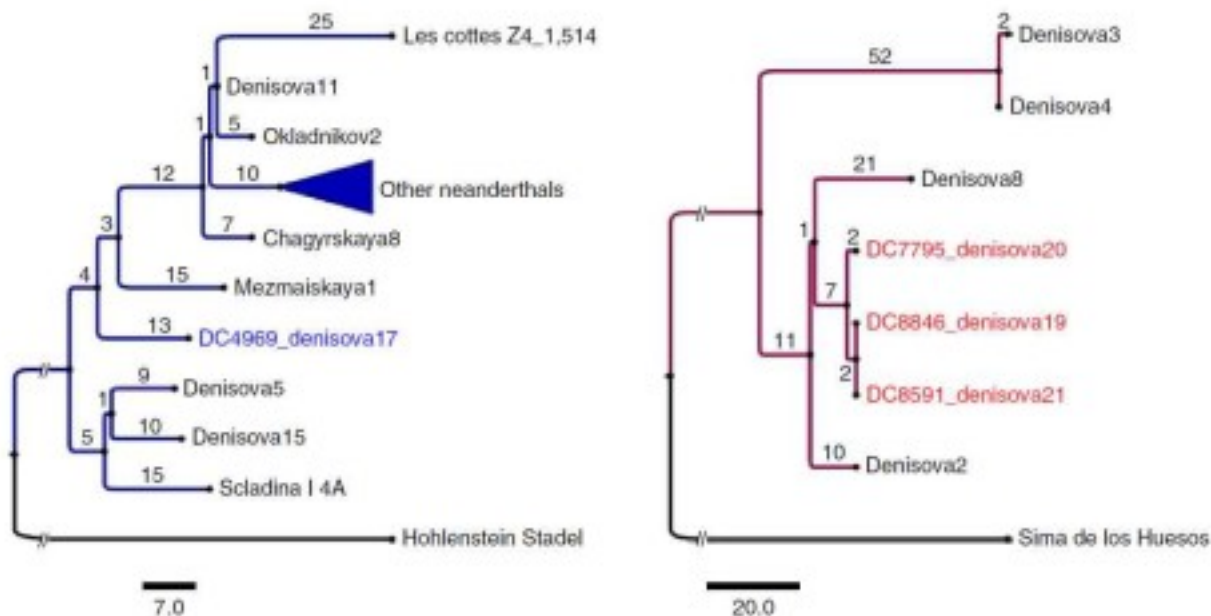 25
Les cottes Z4_1,514
1
Denisova11
1
5
Okladnikov2
12
10
Other neanderthals
3
7
Chagyrskaya8
4
15
Mezmaiskaya1
13
DC4969_denisova17
9
Denisova5
1
5
10
Denisova15
15
Scladina I 4A
Hohlenstein Stadel
7.0
2
Denisova3
52
Denisova4
21
Denisova8
1
2
DC7795_denisova20
7
DC8846_denisova19
11
2
DC8591_denisova21
10
Denisova2
Sima de los Huesos
20.0